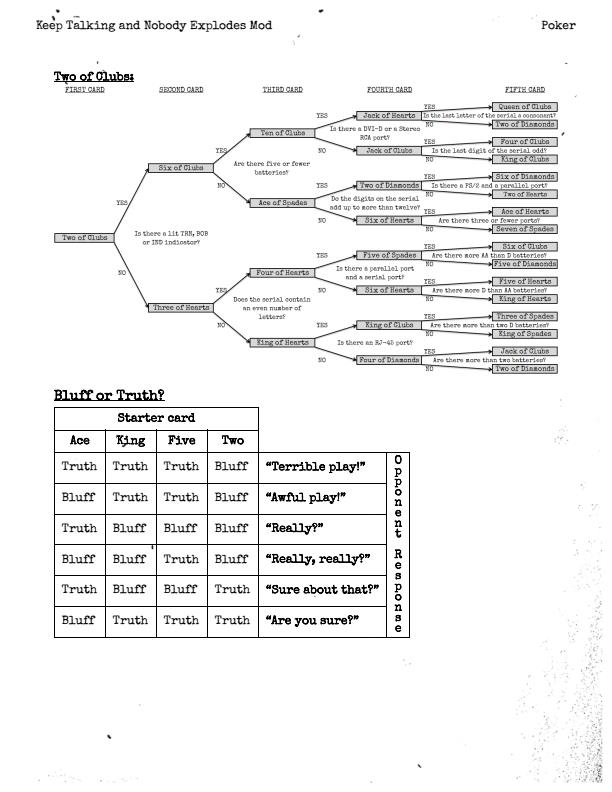 Keep Talking and Nobody Explodes Mod
Poker
Two of Clubs:
FIRST CARD SECOND CARD THIRD CARD FOURTH CARD FIFTH CARD
YES Queen of Clubs
YES Jack of Hearts Is the last letter of the serial a consonant?
NO Two of Diamonds
Ten of Clubs Is there a DVI-D or a Stereo
RCA port?
YES Four of Clubs
NO Jack of Clubs Is the last digit of the serial odd?
NO King of Clubs
YES
Six of Clubs Are there five or fewer
batteries?
NO
YES Six of Diamonds
YES Two of Diamonds Is there a PS/2 and a parallel port?
NO Two of Hearts
Ace of Spades Do the digits on the serial
add up to more than twelve?
YES Ace of Hearts
NO Six of Hearts Are there three or fewer ports?
NO Seven of Spades
YES
Two of Clubs Is there a lit TRN, BOB
or IND indicator?
NO
YES Six of Clubs
YES Five of Spades Are there more AA than D batteries?
NO Five of Diamonds
Four of Hearts Is there a parallel port
and a serial port?
YES Five of Hearts
NO Six of Hearts Are there more D than AA batteries?
NO King of Hearts
YES
Three of Hearts Does the serial contain
an even number of
letters?
NO
YES Three of Spades
YES King of Clubs Are there more than two D batteries?
NO King of Spades
King of Hearts Is there an RJ-45 port?
YES Jack of Clubs
NO Four of Diamonds Are there more than two batteries?
NO Two of Diamonds
Bluff or Truth?
Starter card
Ace King Five Two
Truth Truth Truth Bluff “Terrible play!”
Bluff Truth Truth Bluff “Awful play!”
Truth Bluff Bluff Bluff “Really?”
Bluff Bluff Truth Bluff “Really, really?”
Truth Bluff Bluff Truth “Sure about that?”
Bluff Truth Truth Truth “Are you sure?”
Opponent Response